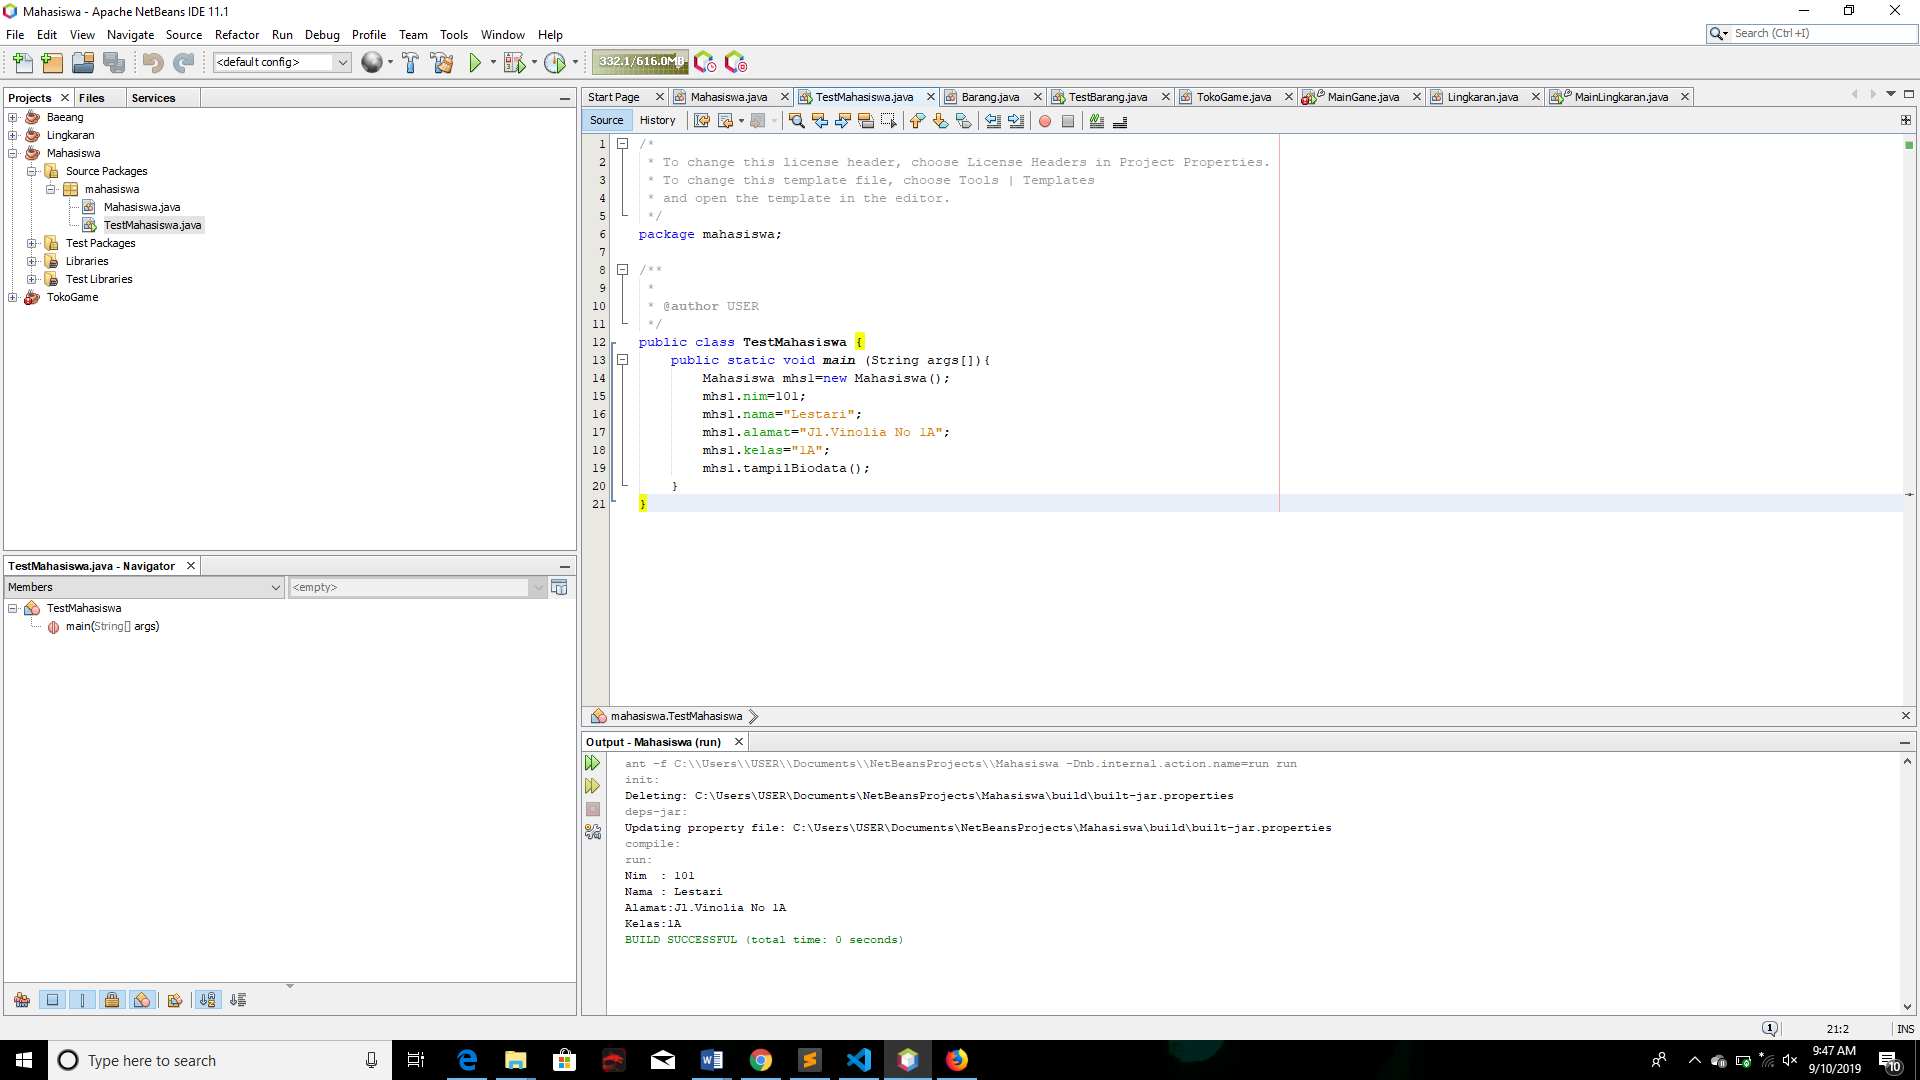 Mahasiswa - Apache NetBeans IDE 11.1
File Edit View Navigate Source Refactor Run Debug Profile Team Tools Window Help
Search (Ctrl+I)
<default config>
332.1/616.0MB
Projects Files Services
Baeang
Lingkaran
Mahasiswa
Source Packages
mahasiswa
Mahasiswa.java
TestMahasiswa.java
Test Packages
Libraries
Test Libraries
TokoGame
TestMahasiswa.java - Navigator
Members
<empty>
TestMahasiswa
main(String[] args)
Start Page Mahasiswa.java TestMahasiswa.java Barang.java TestBarang.java TokoGame.java MainGane.java Lingkaran.java MainLingkaran.java
Source History
1 /*
2 * To change this license header, choose License Headers in Project Properties.
3 * To change this template file, choose Tools | Templates
4 * and open the template in the editor.
5 */
6 package mahasiswa;
7
8 /**
9 *
10 * @author USER
11 */
12 public class TestMahasiswa {
13 public static void main (String args[]){
14 Mahasiswa mhs1=new Mahasiswa();
15 mhs1.nim=101;
16 mhs1.nama="Lestari";
17 mhs1.alamat="Jl.Vinolia No 1A";
18 mhs1.kelas="1A";
19 mhs1.tampilBiodata();
20 }
21 }
mahasiswa.TestMahasiswa
Output - Mahasiswa (run)
ant -f C:\\Users\\USER\\Documents\\NetBeansProjects\\Mahasiswa -Dnb.internal.action.name=run run
init:
Deleting: C:\Users\USER\Documents\NetBeansProjects\Mahasiswa\build\built-jar.properties
deps-jar:
Updating property file: C:\Users\USER\Documents\NetBeansProjects\Mahasiswa\build\built-jar.properties
compile:
run:
Nim : 101
Nama : Lestari
Alamat:Jl.Vinolia No 1A
Kelas:1A
BUILD SUCCESSFUL (total time: 0 seconds)
1
21:2 INS
Type here to search
9:47 AM
9/10/2019
10